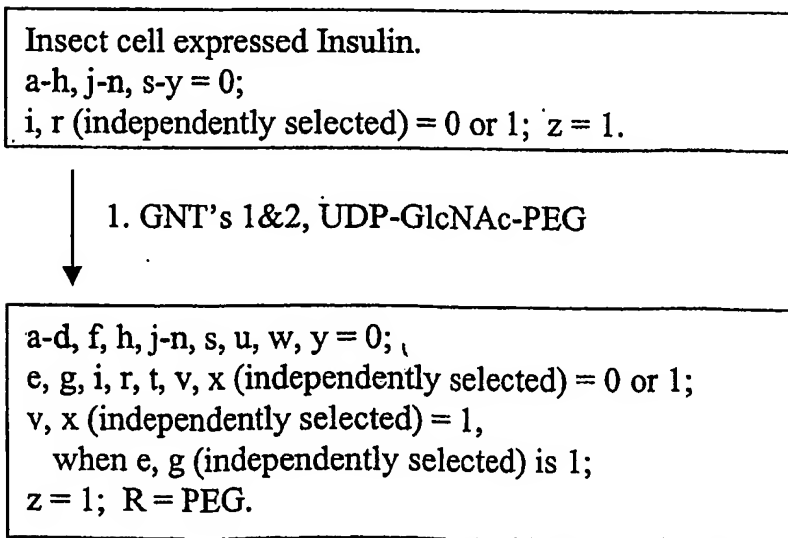 Insect cell expressed Insulin.
a-h, j-n, s-y = 0;
i, r (independently selected) = 0 or 1; z = 1.
1. GNT's 1&2, UDP-GlcNAc-PEG
a-d, f, h, j-n, s, u, w, y = 0;
e, g, i, r, t, v, x (independently selected) = 0 or 1;
v, x (independently selected) = 1,
when e, g (independently selected) is 1;
z = 1; R = PEG.